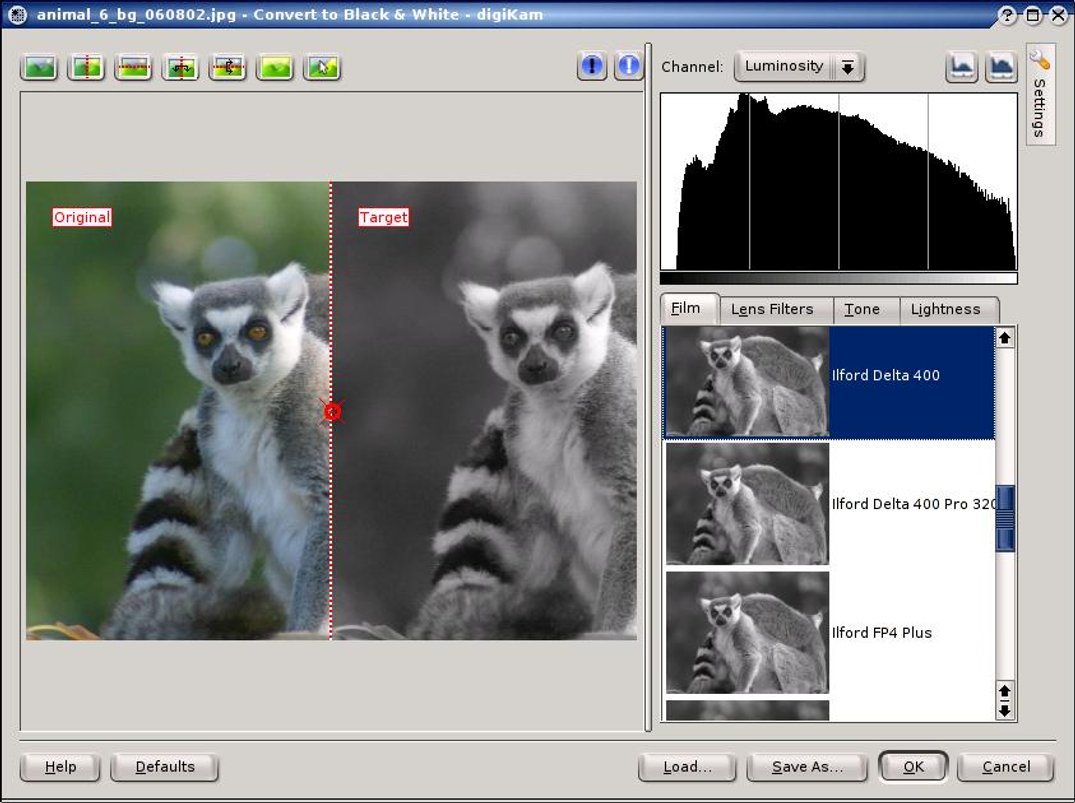 animal_6_bg_060802.jpg - Convert to Black & White - digiKam
Channel: Luminosity
Settings
Original
Target
Film Lens Filters Tone Lightness
Ilford Delta 400
Ilford Delta 400 Pro 320
Ilford FP4 Plus
Help Defaults Load... Save As... OK Cancel